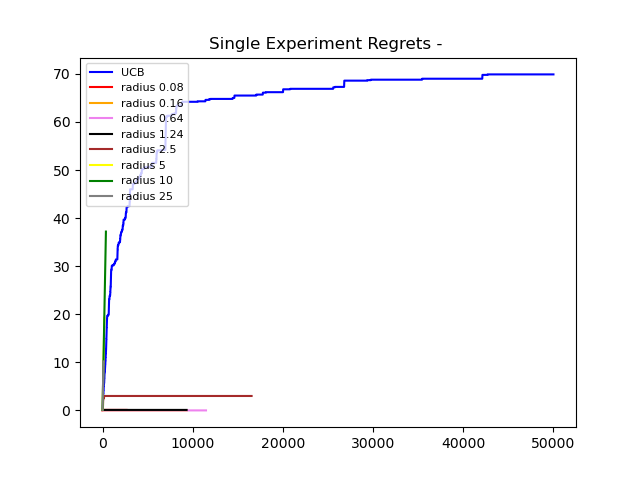 Single Experiment Regrets -
70
60
50
40
30
20
10
0
UCB
radius 0.08
radius 0.16
radius 0.64
radius 1.24
radius 2.5
radius 5
radius 10
radius 25
0 10000 20000 30000 40000 50000